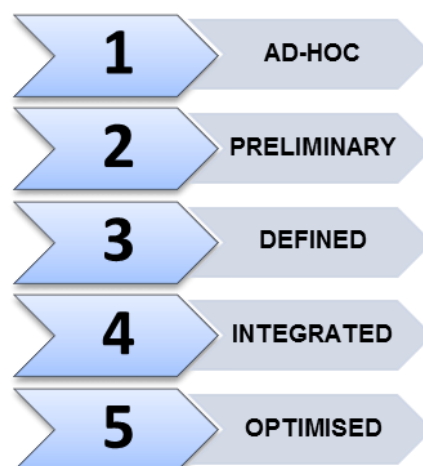 1 AD-HOC
2 PRELIMINARY
3 DEFINED
4 INTEGRATED
5 OPTIMISED